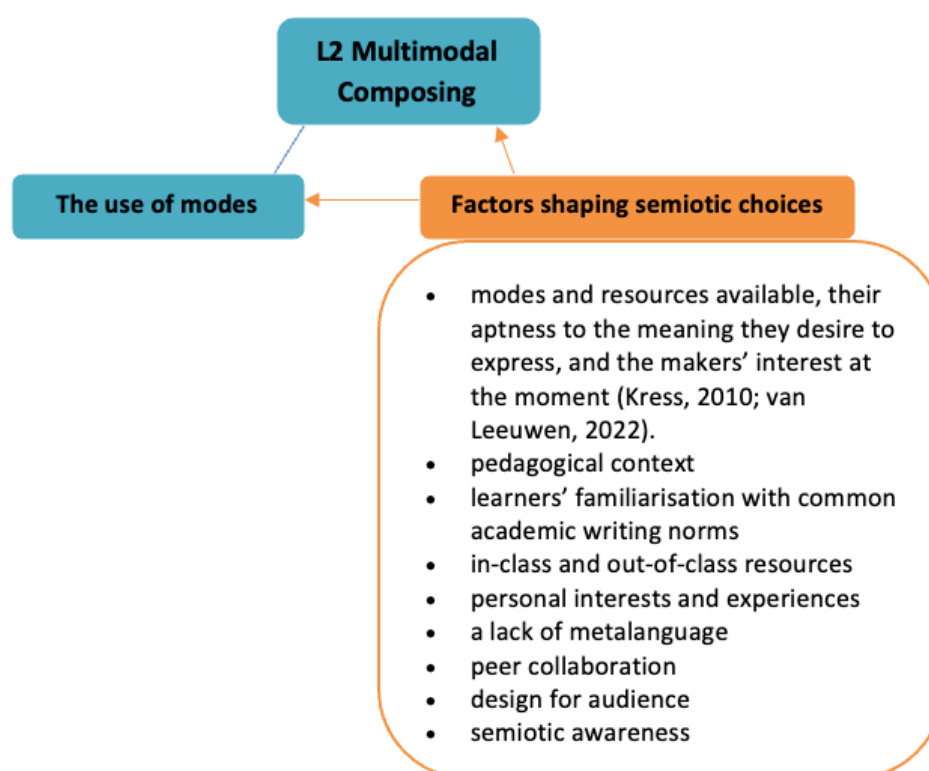 L2 Multimodal
Composing
The use of modes
Factors shaping semiotic choices
• modes and resources available, their
aptness to the meaning they desire to
express, and the makers’ interest at
the moment (Kress, 2010; van
Leeuwen, 2022).
• pedagogical context
• learners’ familiarisation with common
academic writing norms
• in-class and out-of-class resources
• personal interests and experiences
• a lack of metalanguage
• peer collaboration
• design for audience
• semiotic awareness